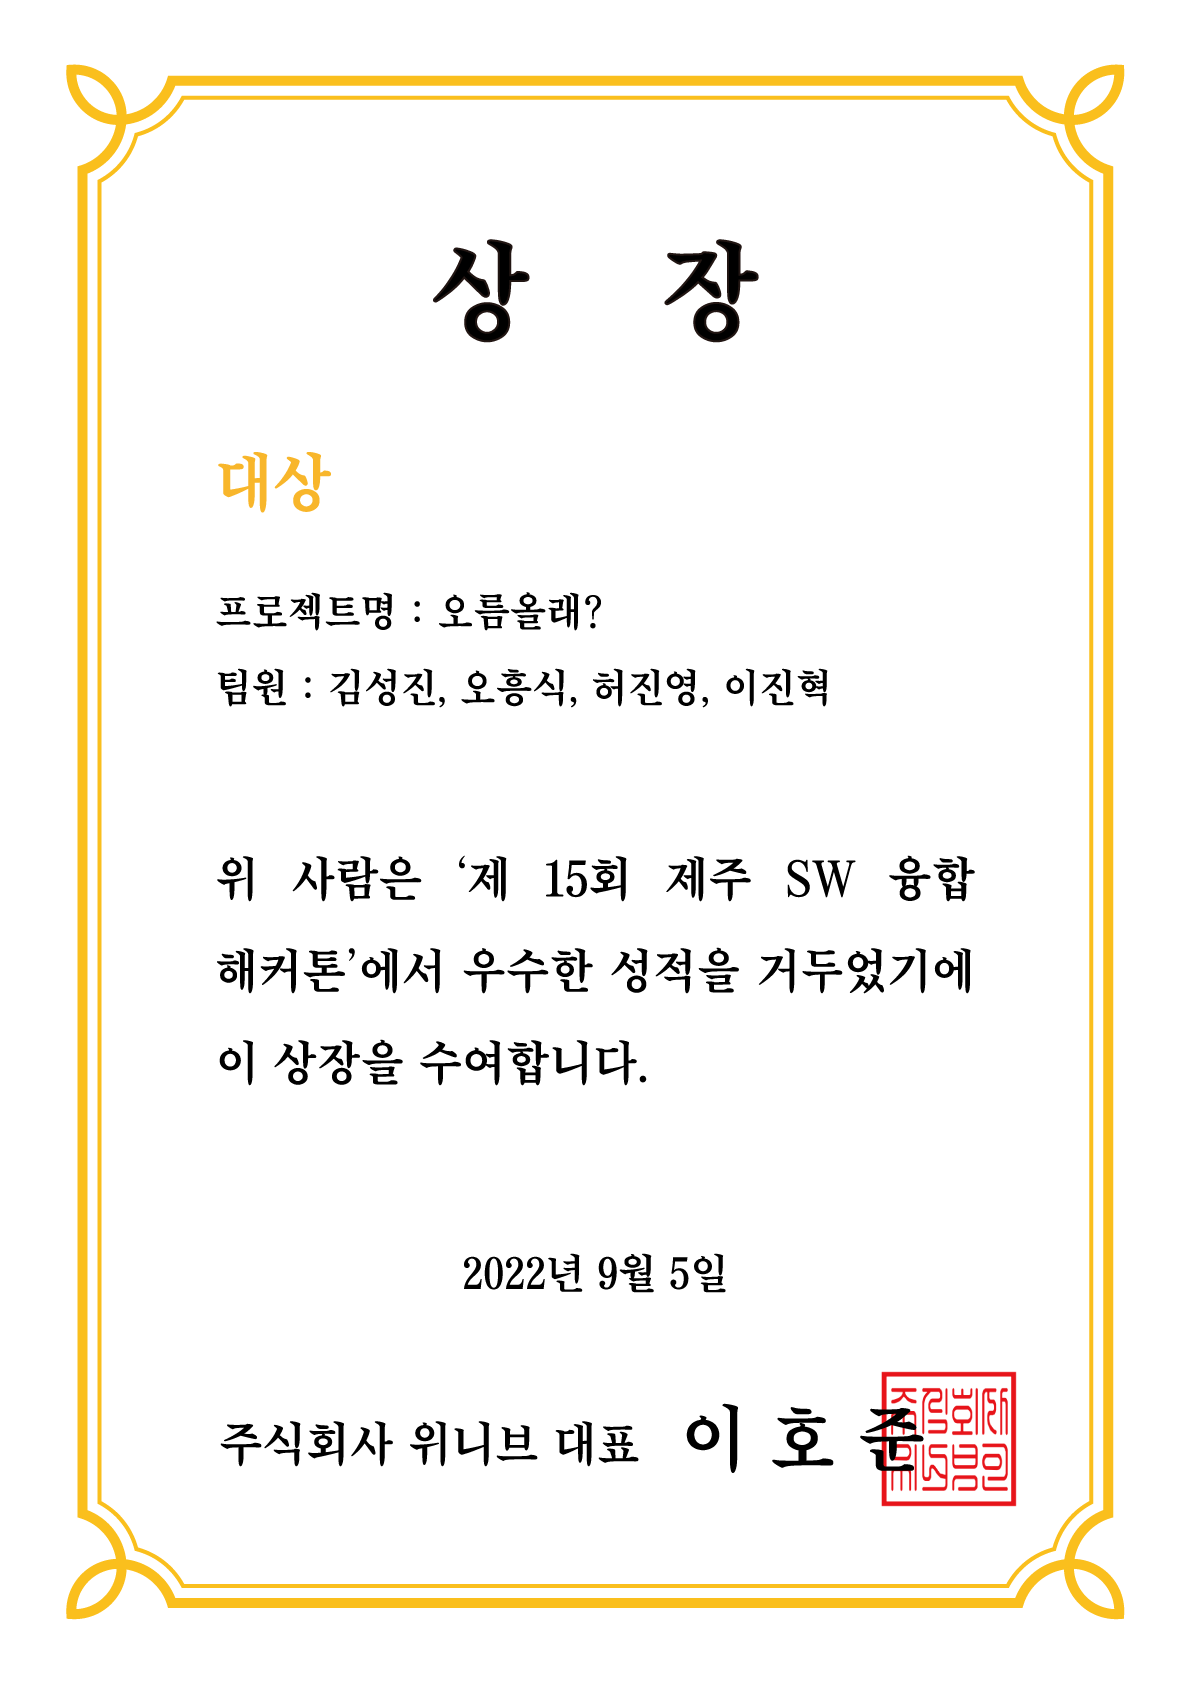 상 장
대상
프로젝트명 : 오름올래?
팀원 : 김성진, 오흥식, 허진영, 이진혁
위 사람은 ‘제 15회 제주 SW 융합
해커톤’에서 우수한 성적을 거두었기에
이 상장을 수여합니다.
2022년 9월 5일
주식회사 위니브 대표 이 호 준